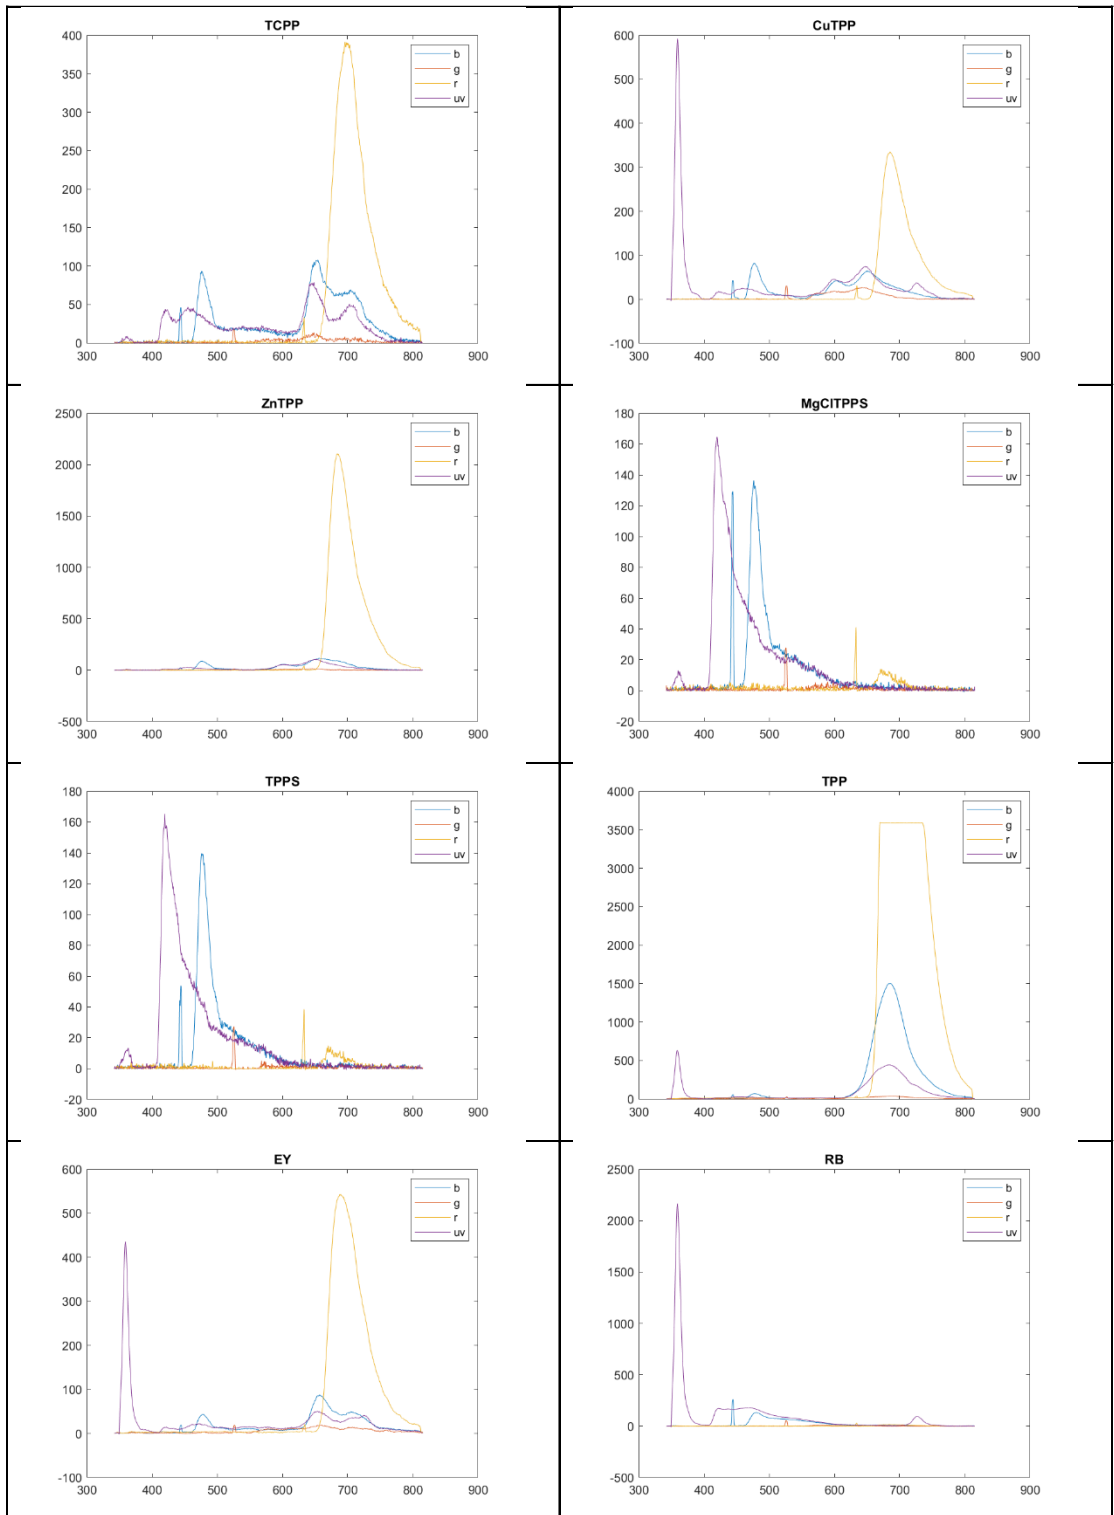 TCPP
400
350
300
250
200
150
100
50
0
300 400 500 600 700 800 900
b
g
r
uv
CuTPP
600
500
400
300
200
100
0
-100
300 400 500 600 700 800 900
b
g
r
uv
ZnTPP
2500
2000
1500
1000
500
0
-500
300 400 500 600 700 800 900
b
g
r
uv
MgClTPPS
180
160
140
120
100
80
60
40
20
0
-20
300 400 500 600 700 800 900
b
g
r
uv
TPPS
180
160
140
120
100
80
60
40
20
0
-20
300 400 500 600 700 800 900
b
g
r
uv
TPP
4000
3500
3000
2500
2000
1500
1000
500
0
300 400 500 600 700 800 900
b
g
r
uv
EY
600
500
400
300
200
100
0
-100
300 400 500 600 700 800 900
b
g
r
uv
RB
2500
2000
1500
1000
500
0
-500
300 400 500 600 700 800 900
b
g
r
uv